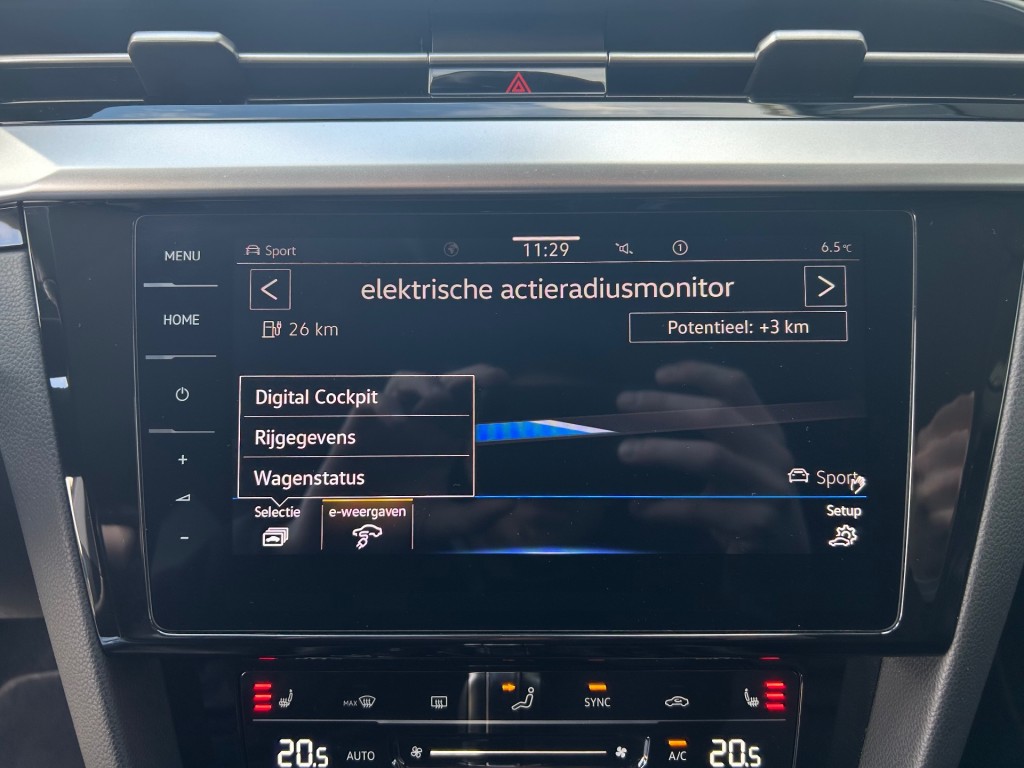 MENU
HOME
+
-
Sport
11:29
1
6.5°C
<
elektrische actieradiusmonitor
>
26 km
Potentieel: +3 km
Digital Cockpit
Rijgegevens
Wagenstatus
Sport
Selectie
e-weergaven
Setup
MAX
SYNC
20.5
AUTO
A/C
20.5